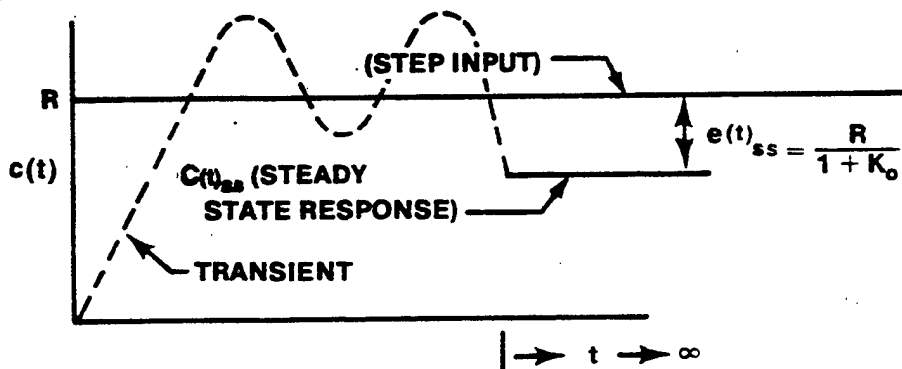 (STEP INPUT)
R
e(t)ss = R / 1 + Ko
c(t)
C(t)ss (STEADY
STATE RESPONSE)
TRANSIENT
t ∞